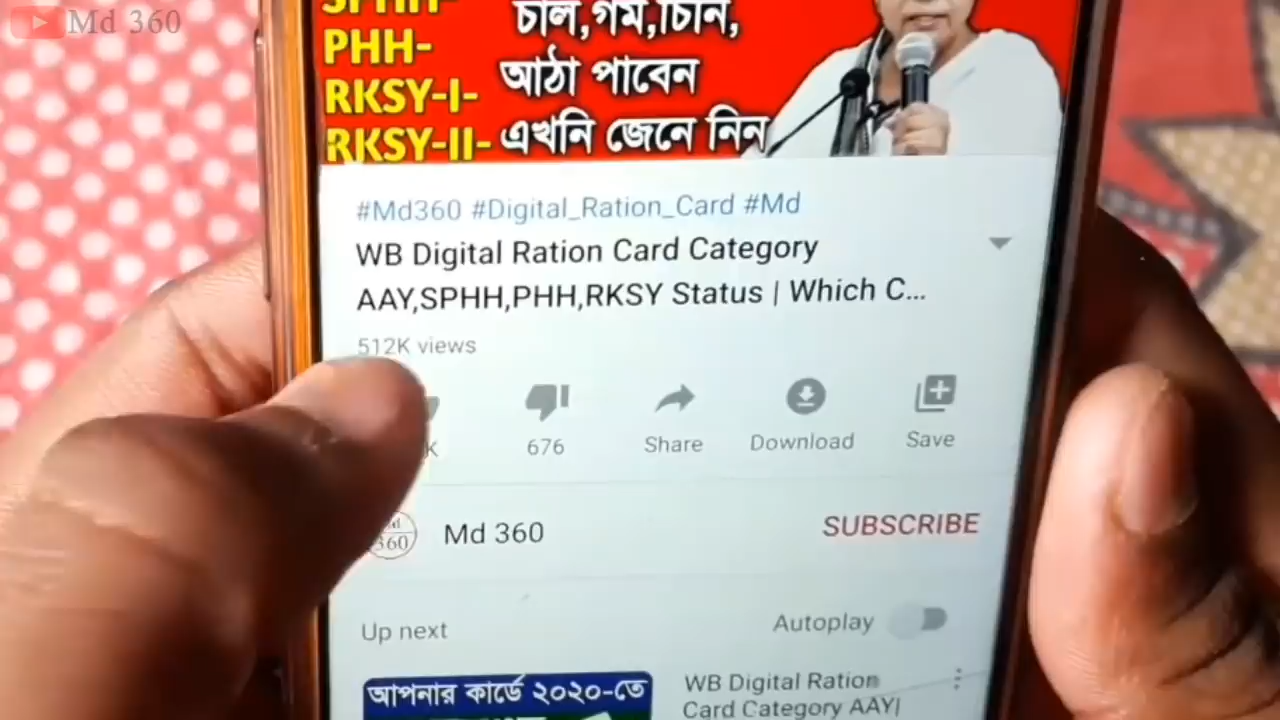 Md 360
SPHH-
চাল,গম,চিনি,
PHH-
আঠা পাবেন
RKSY-I-
RKSY-II- এখনি জেনে নিন
#Md360 #Digital_Ration_Card #Md
WB Digital Ration Card Category
AAY,SPHH,PHH,RKSY Status | Which C...
512K views
K
676
Share
Download
Save
Md 360
SUBSCRIBE
360
Up next
Autoplay
আপনার কার্ডে ২০২০-তে
WB Digital Ration
Card Category AAY|